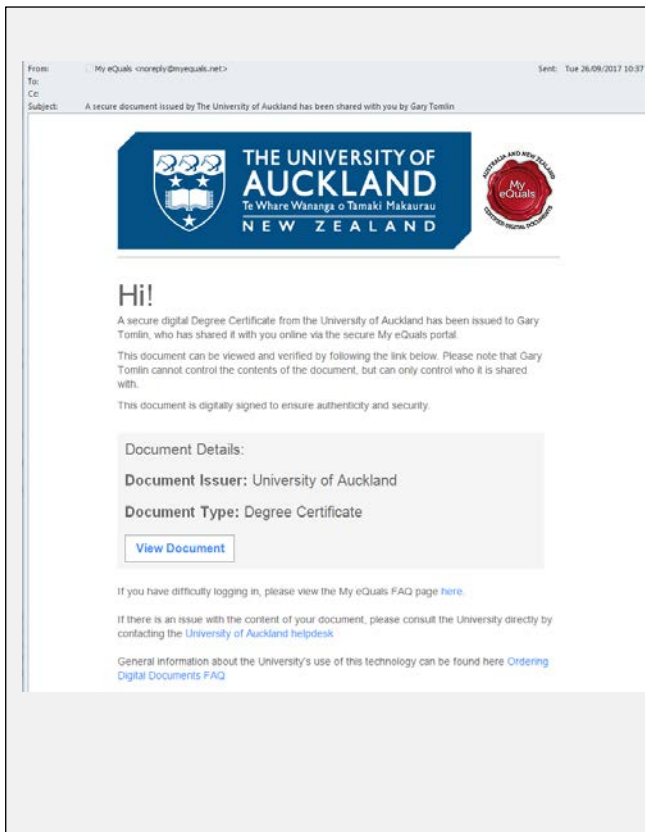 From: My eQuals <noreply@myequals.net> Sent: Tue 26/09/2017 10:37
To:
Cc
Subject: A secure document issued by The University of Auckland has been shared with you by Gary Tomlin
THE UNIVERSITY OF
AUCKLAND
Te Whare Wananga o Tamaki Makaurau
NEW ZEALAND
AUSTRALIA AND NEW ZEALAND
My
eQuals
CERTIFIED DIGITAL DOCUMENTS
Hi!
A secure digital Degree Certificate from the University of Auckland has been issued to Gary
Tomlin, who has shared it with you online via the secure My eQuals portal.
This document can be viewed and verified by following the link below. Please note that Gary
Tomlin cannot control the contents of the document, but can only control who it is shared
with.
This document is digitally signed to ensure authenticity and security.
Document Details:
Document Issuer: University of Auckland
Document Type: Degree Certificate
View Document
If you have difficulty logging in, please view the My eQuals FAQ page here.
If there is an issue with the content of your document, please consult the University directly by
contacting the University of Auckland helpdesk
General information about the University's use of this technology can be found here Ordering
Digital Documents FAQ